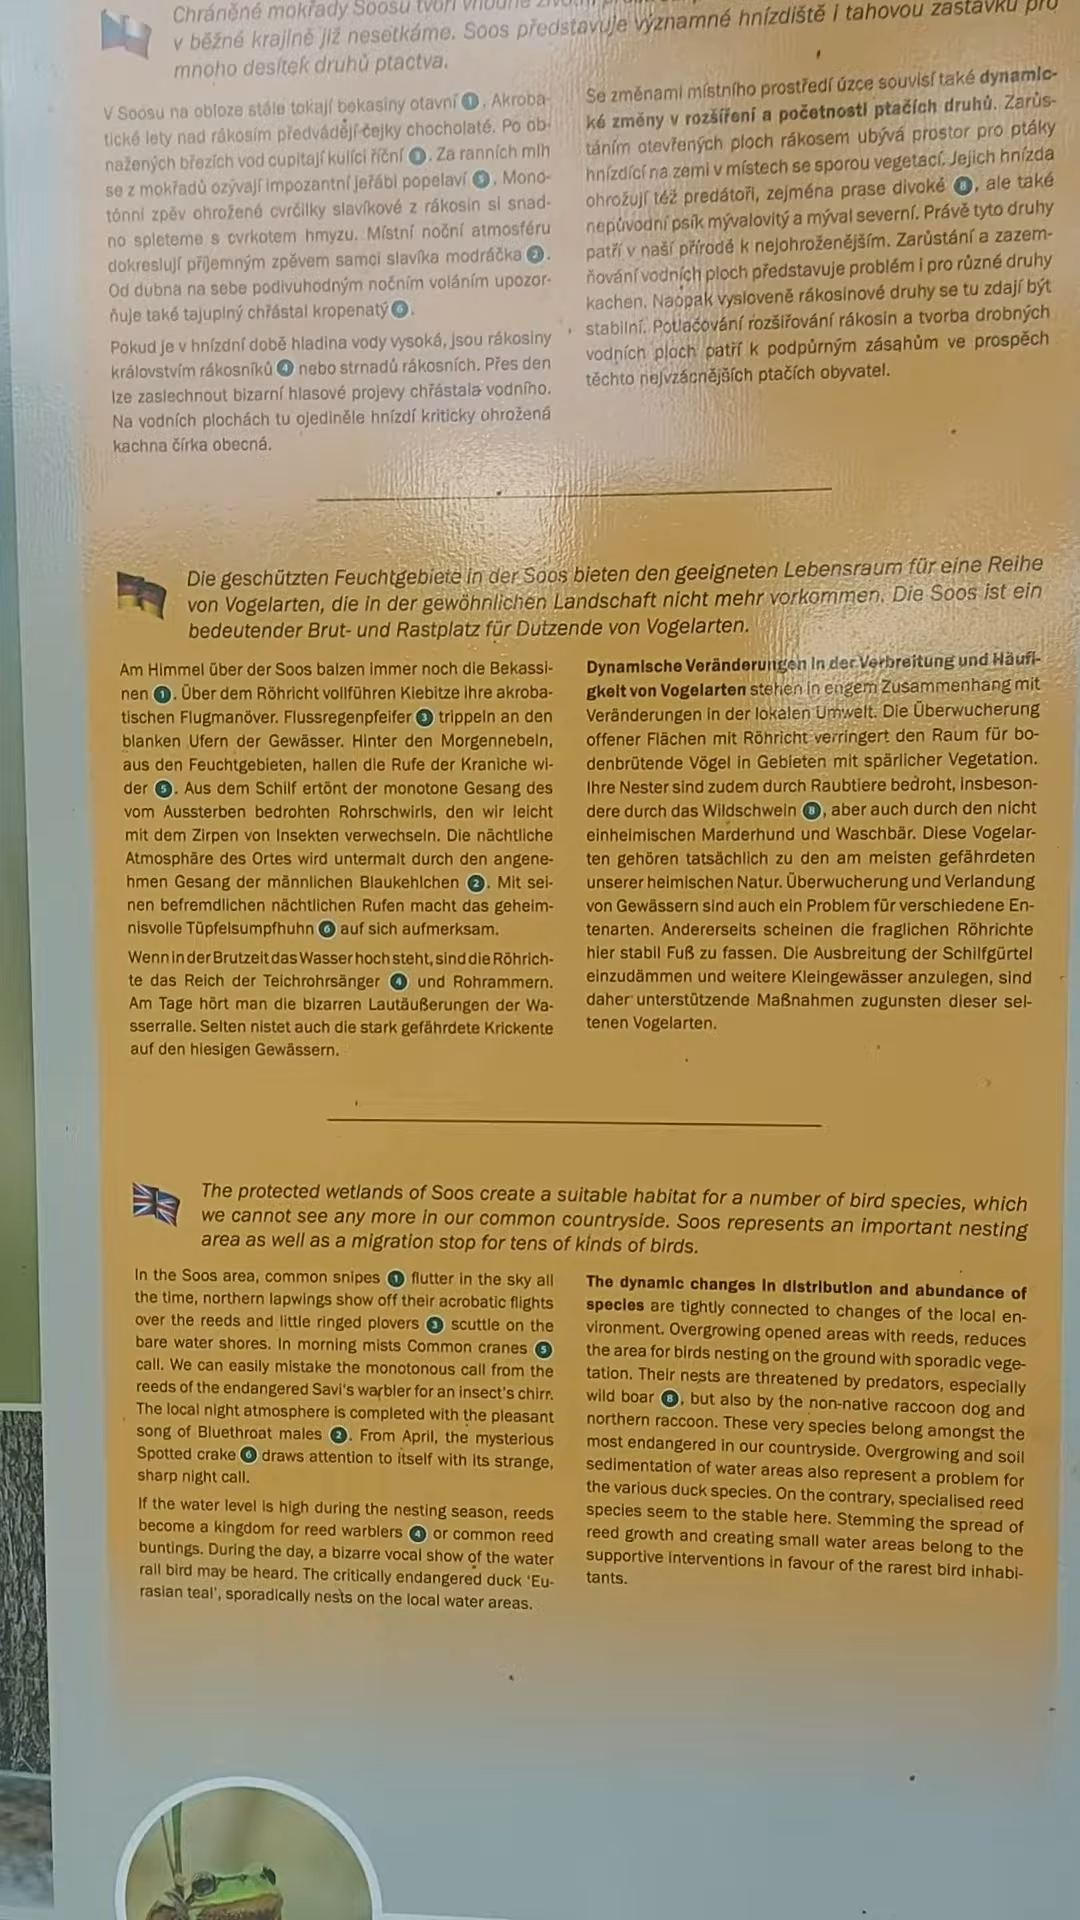 Chráněné mokřady Soosu tvoří vhodné
v běžné krajině již nesetkáme. Soos představuje významné hnízdiště i tahovou zastávku pro
mnoho desítek druhů ptactva.
V Soosu na obloze stále tokají bekasiny otavní 1. Akroba-
tické lety nad rákosím předvádějí čejky chocholaté. Po ob-
nažených březích vod cupitají kulíci říční 3. Za ranních mlh
se z mokřadů ozývají impozantní jeřábi popelaví 5. Mono-
tónní zpěv ohrožené cvrčilky slavíkové z rákosin si snad-
no spleteme s cvrkotem hmyzu. Místní noční atmosféru
dokreslují příjemným zpěvem samci slavíka modráčka 2.
Od dubna na sebe podivuhodným nočním voláním upozor-
ňuje také tajuplný chřástal kropenatý 6.
Pokud je v hnízdní době hladina vody vysoká, jsou rákosiny
královstvím rákosníků 4 nebo strnadů rákosních. Přes den
lze zaslechnout bizarní hlasové projevy chřástala vodního.
Na vodních plochách tu ojediněle hnízdí kriticky ohrožená
kachna čírka obecná.
Se změnami místního prostředí úzce souvisí také dynamic-
ké změny v rozšíření a početnosti ptačích druhů. Zarůs-
táním otevřených ploch rákosem ubývá prostor pro ptáky
hnízdící na zemi v místech se sporou vegetací. Jejich hnízda
ohrožují též predátoři, zejména prase divoké 8, ale také
nepůvodní psík mývalovitý a mýval severní. Právě tyto druhy
patří v naší přírodě k nejohroženějším. Zarůstání a zazem-
ňování vodních ploch představuje problém i pro různé druhy
kachen. Naopak vysloveně rákosinové druhy se tu zdají být
stabilní. Potlačování rozšiřování rákosin a tvorba drobných
vodních ploch patří k podpůrným zásahům ve prospěch
těchto nejvzácnějších ptačích obyvatel.
Die geschützten Feuchtgebiete in der Soos bieten den geeigneten Lebensraum für eine Reihe
von Vogelarten, die in der gewöhnlichen Landschaft nicht mehr vorkommen. Die Soos ist ein
bedeutender Brut- und Rastplatz für Dutzende von Vogelarten.
Am Himmel über der Soos balzen immer noch die Bekassi-
nen 1. Über dem Röhricht vollführen Kiebitze ihre akroba-
tischen Flugmanöver. Flussregenpfeifer 3 trippeln an den
blanken Ufern der Gewässer. Hinter den Morgennebeln,
aus den Feuchtgebieten, hallen die Rufe der Kraniche wi-
der 5. Aus dem Schilf ertönt der monotone Gesang des
vom Aussterben bedrohten Rohrschwirls, den wir leicht
mit dem Zirpen von Insekten verwechseln. Die nächtliche
Atmosphäre des Ortes wird untermalt durch den angene-
hmen Gesang der männlichen Blaukehlchen 2. Mit sei-
nen befremdlichen nächtlichen Rufen macht das geheim-
nisvolle Tüpfelsumpfhuhn 6 auf sich aufmerksam.
Wenn in der Brutzeit das Wasser hoch steht, sind die Röhrich-
te das Reich der Teichrohrsänger 4 und Rohrammern.
Am Tage hört man die bizarren Lautäußerungen der Wa-
sserralle. Selten nistet auch die stark gefährdete Krickente
auf den hiesigen Gewässern.
Dynamische Veränderungen in der Verbreitung und Häufi-
gkeit von Vogelarten stehen in engem Zusammenhang mit
Veränderungen in der lokalen Umwelt. Die Überwucherung
offener Flächen mit Röhricht verringert den Raum für bo-
denbrütende Vögel in Gebieten mit spärlicher Vegetation.
Ihre Nester sind zudem durch Raubtiere bedroht, insbeson-
dere durch das Wildschwein 8, aber auch durch den nicht
einheimischen Marderhund und Waschbär. Diese Vogelar-
ten gehören tatsächlich zu den am meisten gefährdeten
unserer heimischen Natur. Überwucherung und Verlandung
von Gewässern sind auch ein Problem für verschiedene En-
tenarten. Andererseits scheinen die fraglichen Röhrichte
hier stabil Fuß zu fassen. Die Ausbreitung der Schilfgürtel
einzudämmen und weitere Kleingewässer anzulegen, sind
daher unterstützende Maßnahmen zugunsten dieser sel-
tenen Vogelarten.
The protected wetlands of Soos create a suitable habitat for a number of bird species, which
we cannot see any more in our common countryside. Soos represents an important nesting
area as well as a migration stop for tens of kinds of birds.
In the Soos area, common snipes 1 flutter in the sky all
the time, northern lapwings show off their acrobatic flights
over the reeds and little ringed plovers 3 scuttle on the
bare water shores. In morning mists Common cranes 5
call. We can easily mistake the monotonous call from the
reeds of the endangered Savi's warbler for an insect's chirr.
The local night atmosphere is completed with the pleasant
song of Bluethroat males 2. From April, the mysterious
Spotted crake 6 draws attention to itself with its strange,
sharp night call.
If the water level is high during the nesting season, reeds
become a kingdom for reed warblers 4 or common reed
buntings. During the day, a bizarre vocal show of the water
rail bird may be heard. The critically endangered duck ‘Eu-
rasian teal’, sporadically nests on the local water areas.
The dynamic changes in distribution and abundance of
species are tightly connected to changes of the local en-
vironment. Overgrowing opened areas with reeds, reduces
the area for birds nesting on the ground with sporadic vege-
tation. Their nests are threatened by predators, especially
wild boar 8, but also by the non-native raccoon dog and
northern raccoon. These very species belong amongst the
most endangered in our countryside. Overgrowing and soil
sedimentation of water areas also represent a problem for
the various duck species. On the contrary, specialised reed
species seem to the stable here. Stemming the spread of
reed growth and creating small water areas belong to the
supportive interventions in favour of the rarest bird inhabi-
tants.